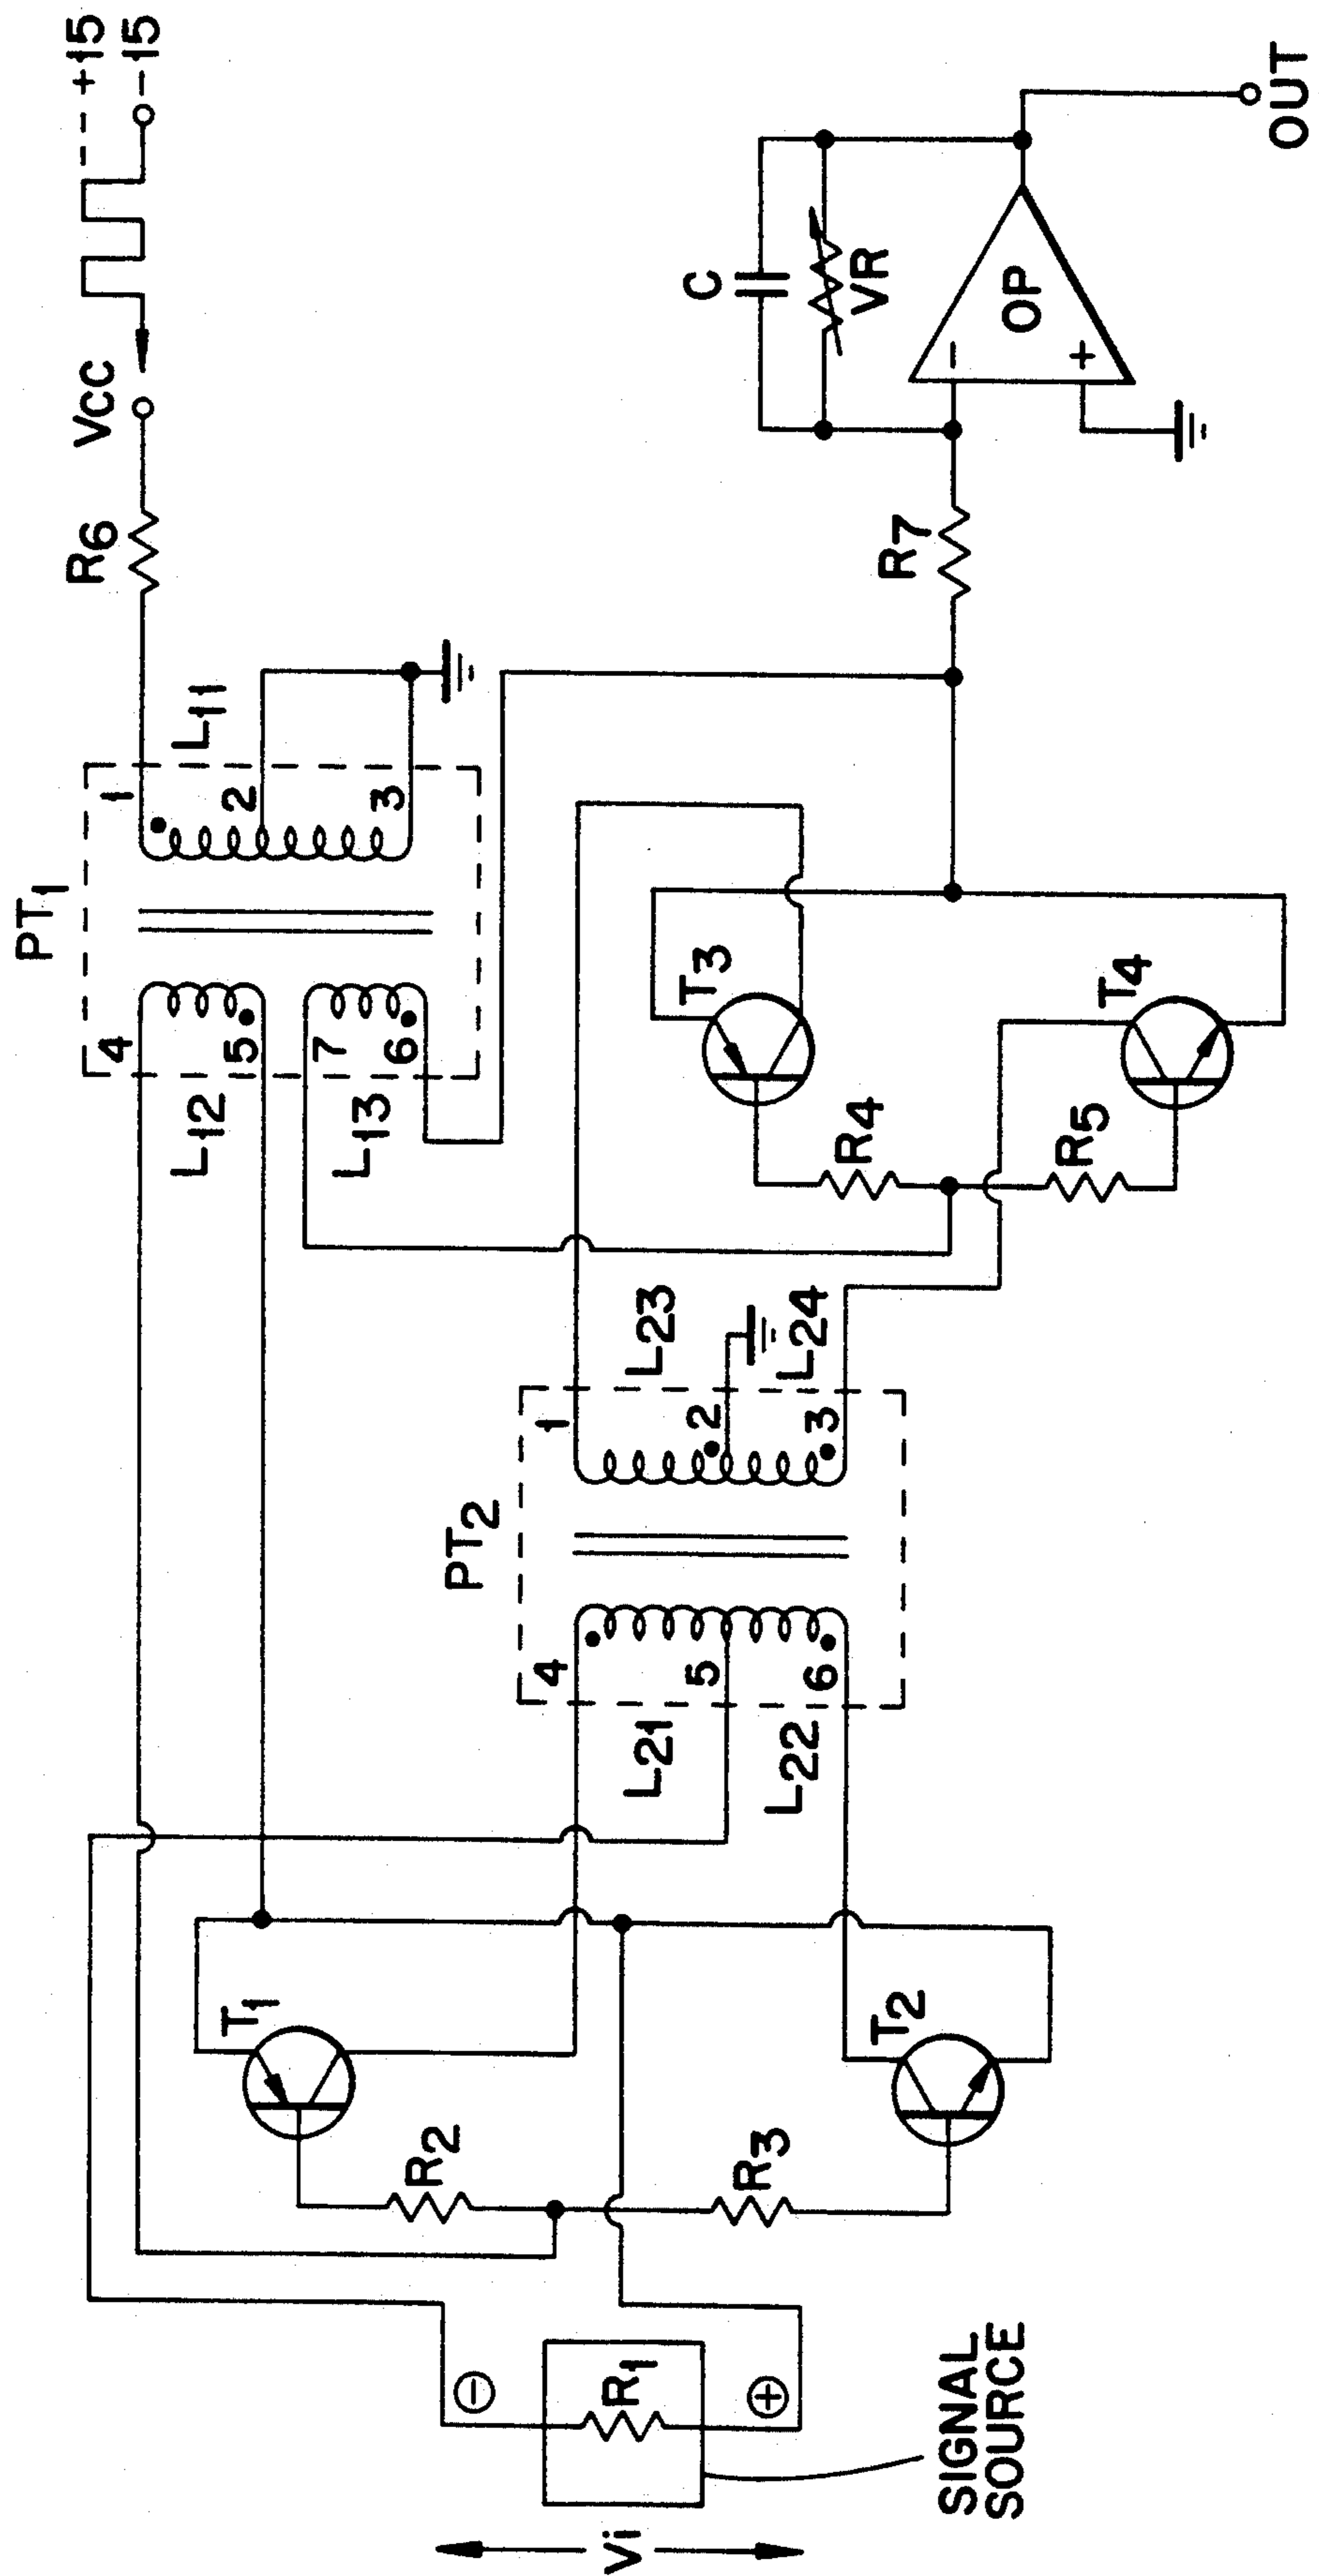 +15
-15
VCC
R6
PT1
1
L11
2
3
4
5
L12
7
6
L13
C
VR
OP
-
+
OUT
R7
T3
R4
T4
R5
PT2
1
L23
2
L24
3
4
L21
5
L22
6
T1
R2
T2
R3
-
R1
+
Vi
SIGNAL
SOURCE